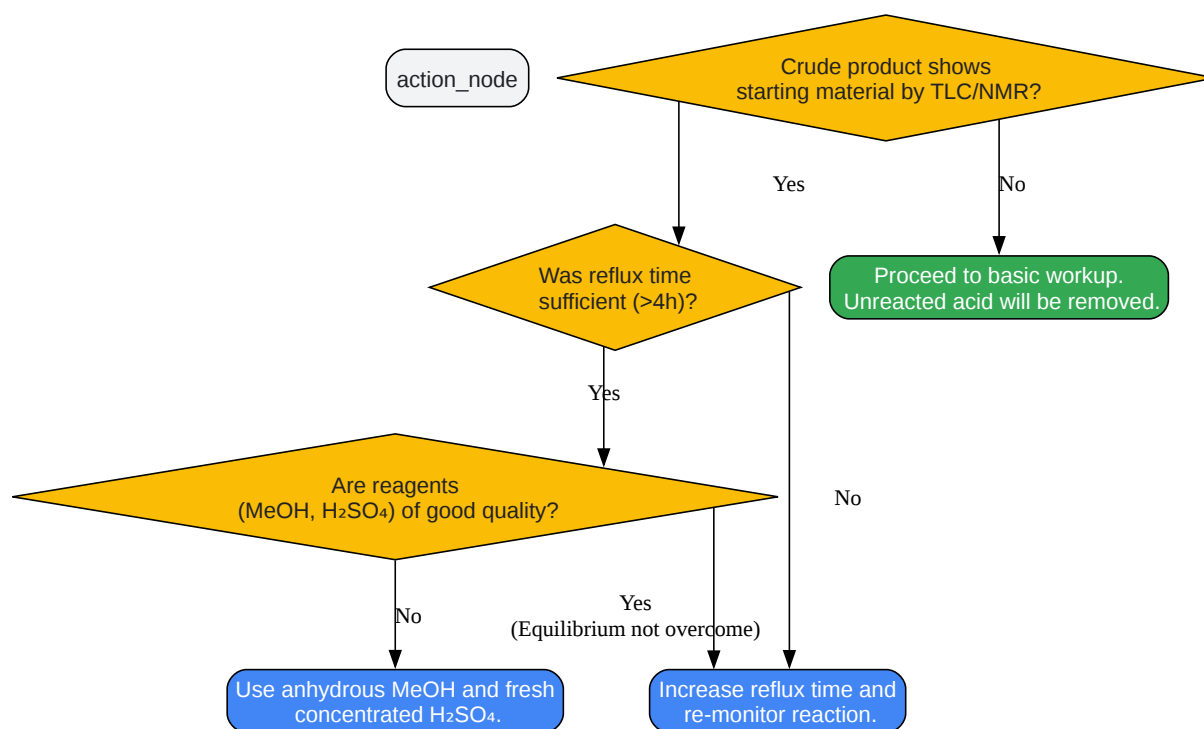 action_node
Crude product shows
starting material by TLC/NMR?
Yes
No
Was reflux time
sufficient (>4h)?
Proceed to basic workup.
Unreacted acid will be removed.
Yes
Are reagents
(MeOH, H₂SO₄) of good quality?
No
No
Yes
(Equilibrium not overcome)
Use anhydrous MeOH and fresh
concentrated H₂SO₄.
Increase reflux time and
re-monitor reaction.